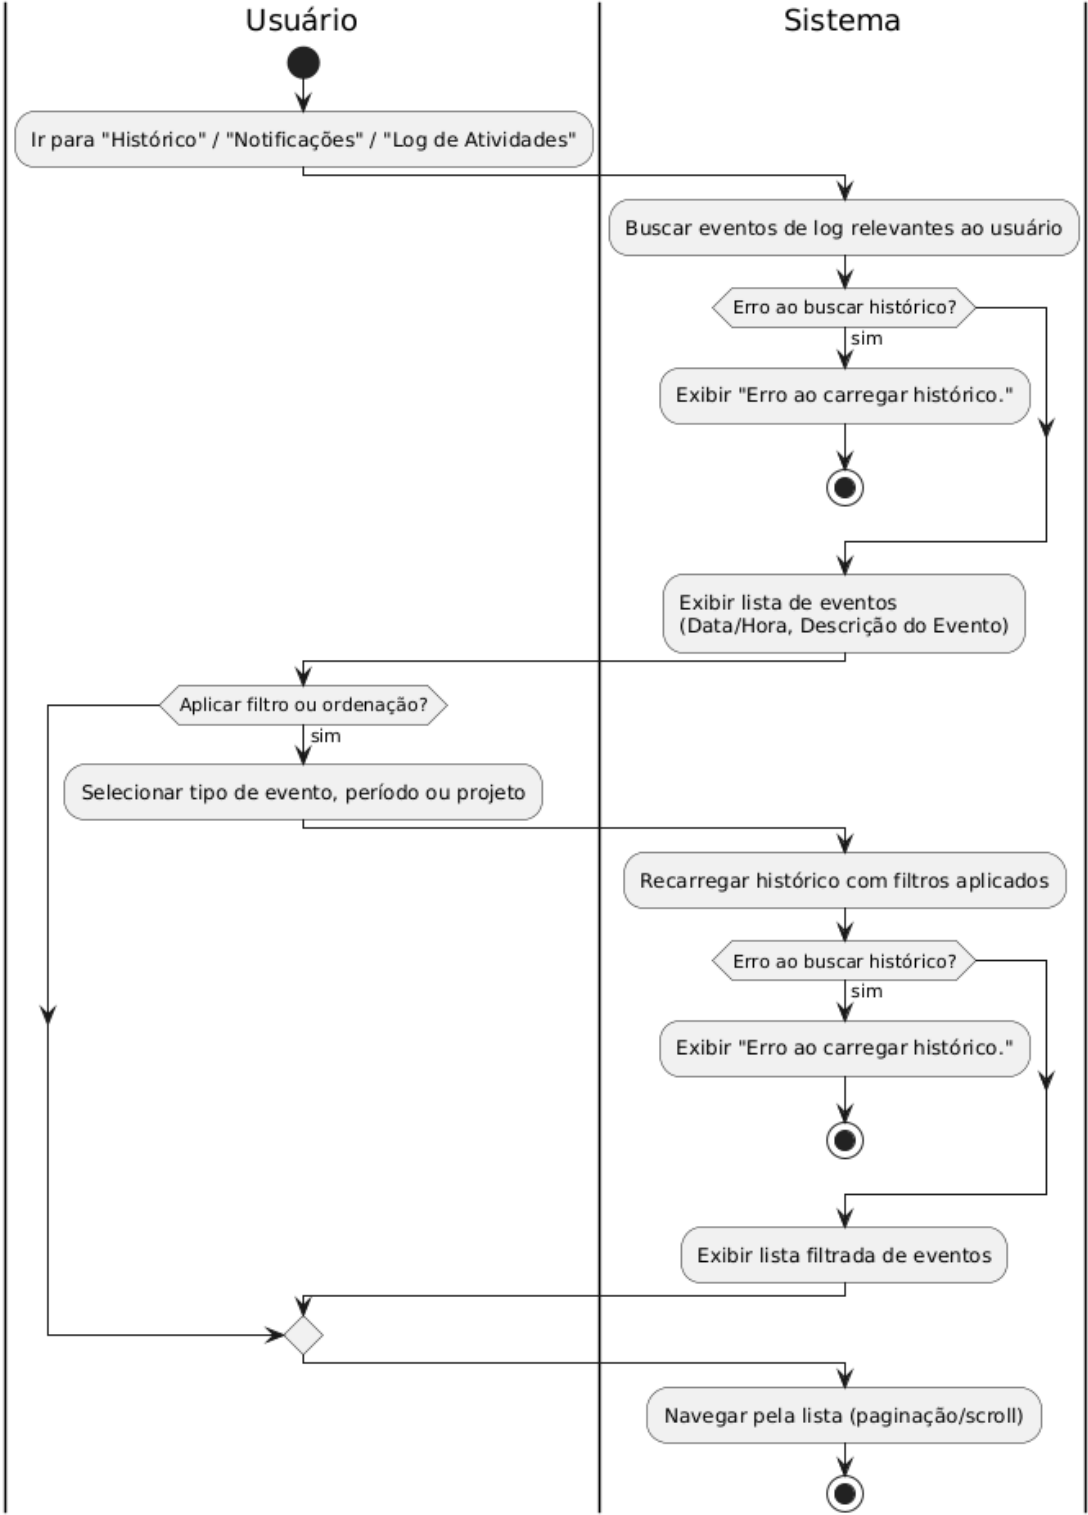 Usuário
Sistema
Ir para "Histórico" / "Notificações" / "Log de Atividades"
Buscar eventos de log relevantes ao usuário
Erro ao buscar histórico?
sim
Exibir "Erro ao carregar histórico."
Exibir lista de eventos
(Data/Hora, Descrição do Evento)
Aplicar filtro ou ordenação?
sim
Selecionar tipo de evento, período ou projeto
Recarregar histórico com filtros aplicados
Erro ao buscar histórico?
sim
Exibir "Erro ao carregar histórico."
Exibir lista filtrada de eventos
Navegar pela lista (paginação/scroll)